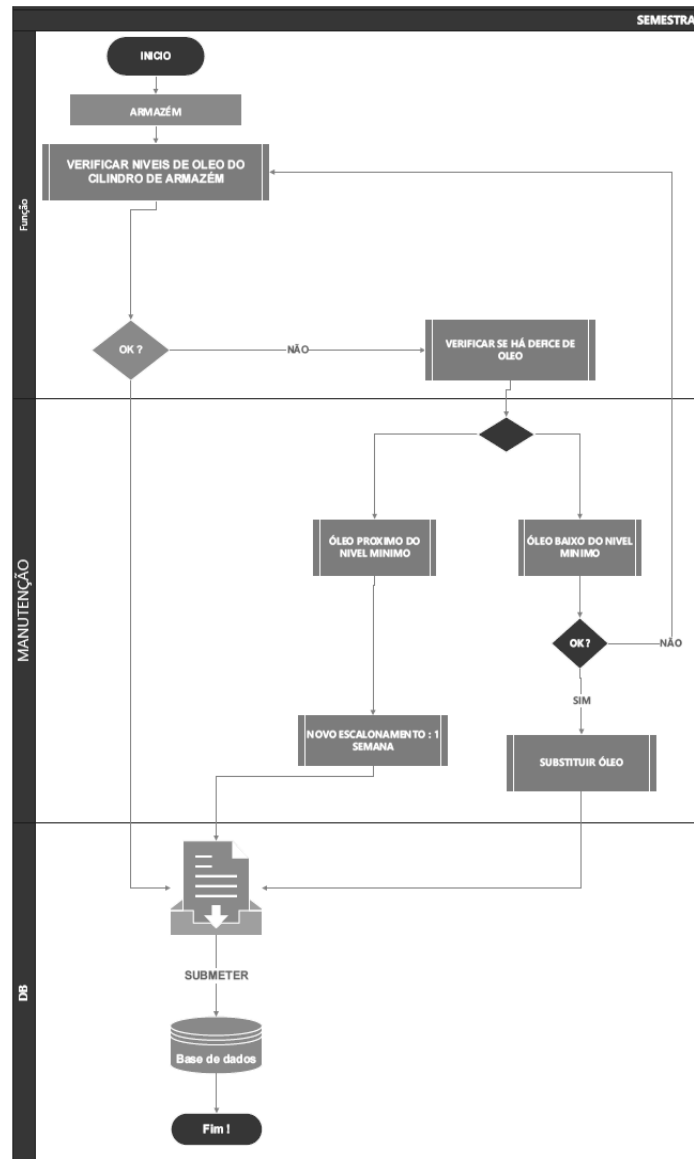 SEMESTRA
Função
INICIO
ARMAZÉM
VERIFICAR NIVEIS DE OLEO DO
CILINDRO DE ARMAZÉM
OK ?
NÃO
VERIFICAR SE HÁ DEFICE DE
OLEO
MANUTENÇÃO
ÓLEO PROXIMO DO
NIVEL MINIMO
ÓLEO BAIXO DO NIVEL
MINIMO
OK?
NÃO
SIM
NOVO ESCALONAMENTO : 1
SEMANA
SUBSTITUIR ÓLEO
DB
SUBMETER
Base de dados
Fim !